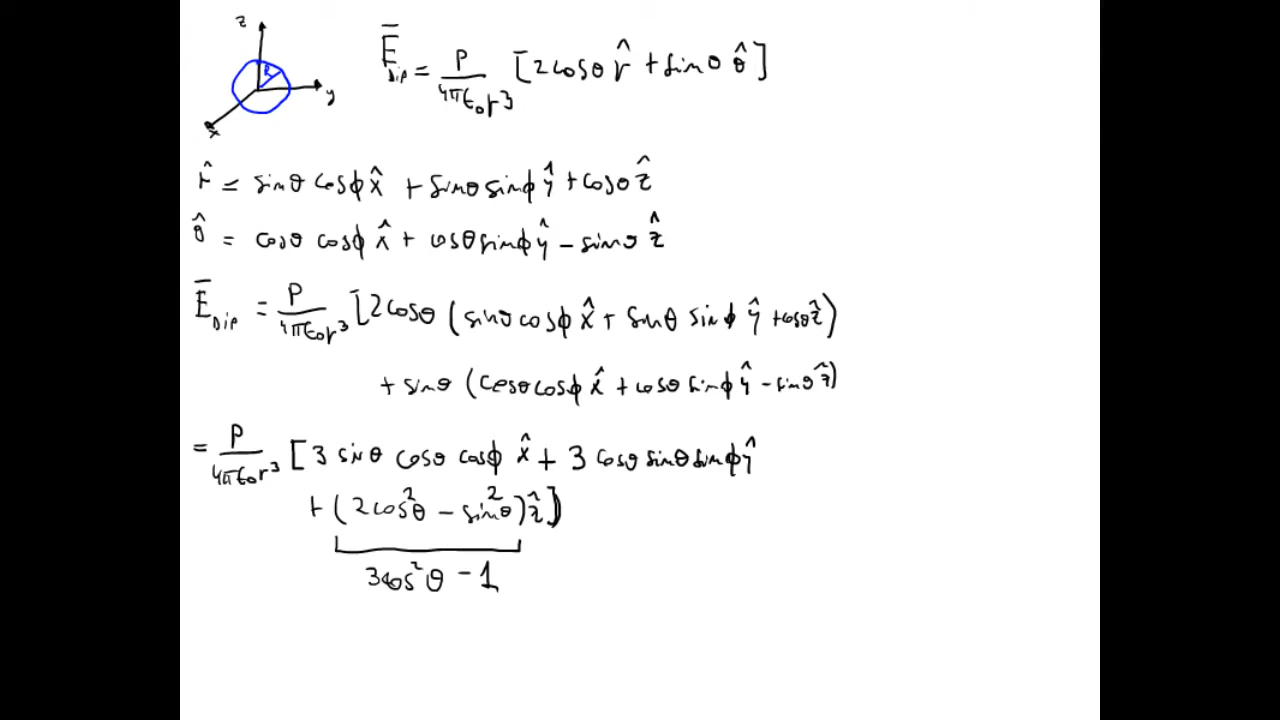 z
R
y
x
E̅_Dip = P/(4πε₀r³) [2cosθ r̂ + sinθ θ̂]
r̂ = sinθ cosϕ x̂ + sinθ sinϕ ŷ + cosθ ẑ
θ̂ = cosθ cosϕ x̂ + cosθ sinϕ ŷ − sinθ ẑ
E̅_Dip = P/(4πε₀r³) [2cosθ (sinθ cosϕ x̂ + sinθ sinϕ ŷ + cosθ ẑ)
+ sinθ (cosθ cosϕ x̂ + cosθ sinϕ ŷ − sinθ ẑ)
= P/(4πε₀r³) [3 sinθ cosθ cosϕ x̂ + 3 cosθ sinθ sinϕ ŷ
+ (2cos²θ − sin²θ) ẑ])
3cos²θ − 1